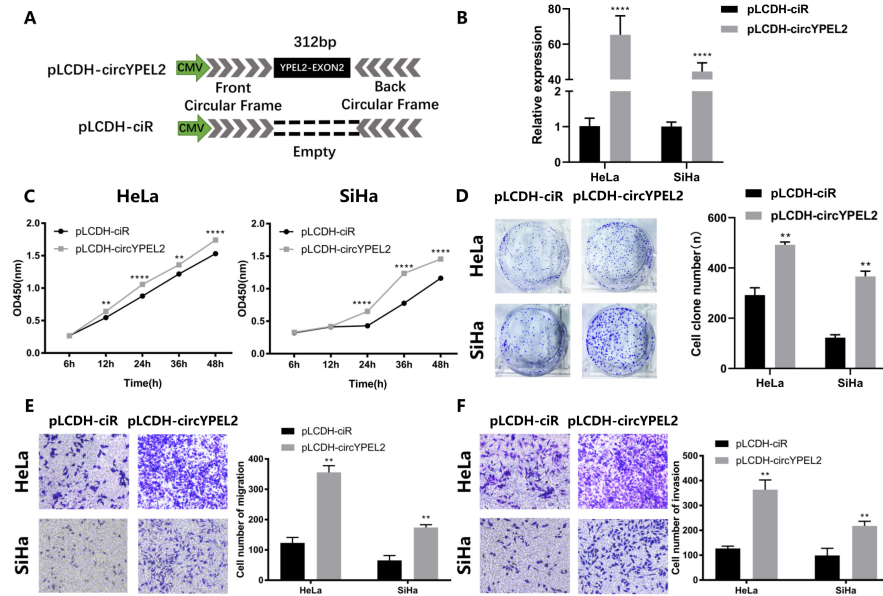 A
312bp
pLCDH-circYPEL2
CMV
YPEL2-EXON2
Front
Circular Frame
Back
Circular Frame
pLCDH-ciR
CMV
Empty
B
pLCDH-ciR
pLCDH-circYPEL2
Relative expression
80
60
40
20
2
1
0
****
****
HeLa
SiHa
C
HeLa
pLCDH-ciR
pLCDH-circYPEL2
OD450(nm)
2.0
1.5
1.0
0.5
0.0
**
****
**
****
6h
12h
24h
36h
48h
Time(h)
SiHa
pLCDH-ciR
pLCDH-circYPEL2
OD450(nm)
2.0
1.5
1.0
0.5
0.0
****
****
****
6h
12h
24h
36h
48h
Time(h)
D
pLCDH-ciR
pLCDH-circYPEL2
HeLa
SiHa
pLCDH-ciR
pLCDH-circYPEL2
Cell clone number(n)
600
400
200
0
**
**
HeLa
SiHa
E
pLCDH-ciR
pLCDH-circYPEL2
HeLa
SiHa
pLCDH-ciR
pLCDH-circYPEL2
Cell number of migration
400
300
200
100
0
**
**
HeLa
SiHa
F
pLCDH-ciR
pLCDH-circYPEL2
HeLa
SiHa
pLCDH-ciR
pLCDH-circYPEL2
Cell number of invasion
500
400
300
200
100
0
**
**
HeLa
SiHa